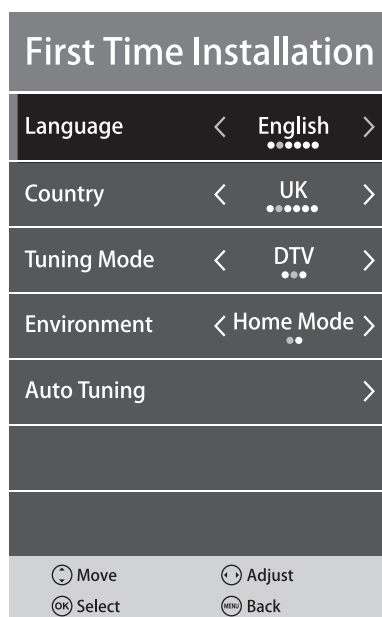 First Time Installation
Language < English >
Country < UK >
Tuning Mode < DTV >
Environment < Home Mode >
Auto Tuning >
Move Adjust
OK Select MENU Back